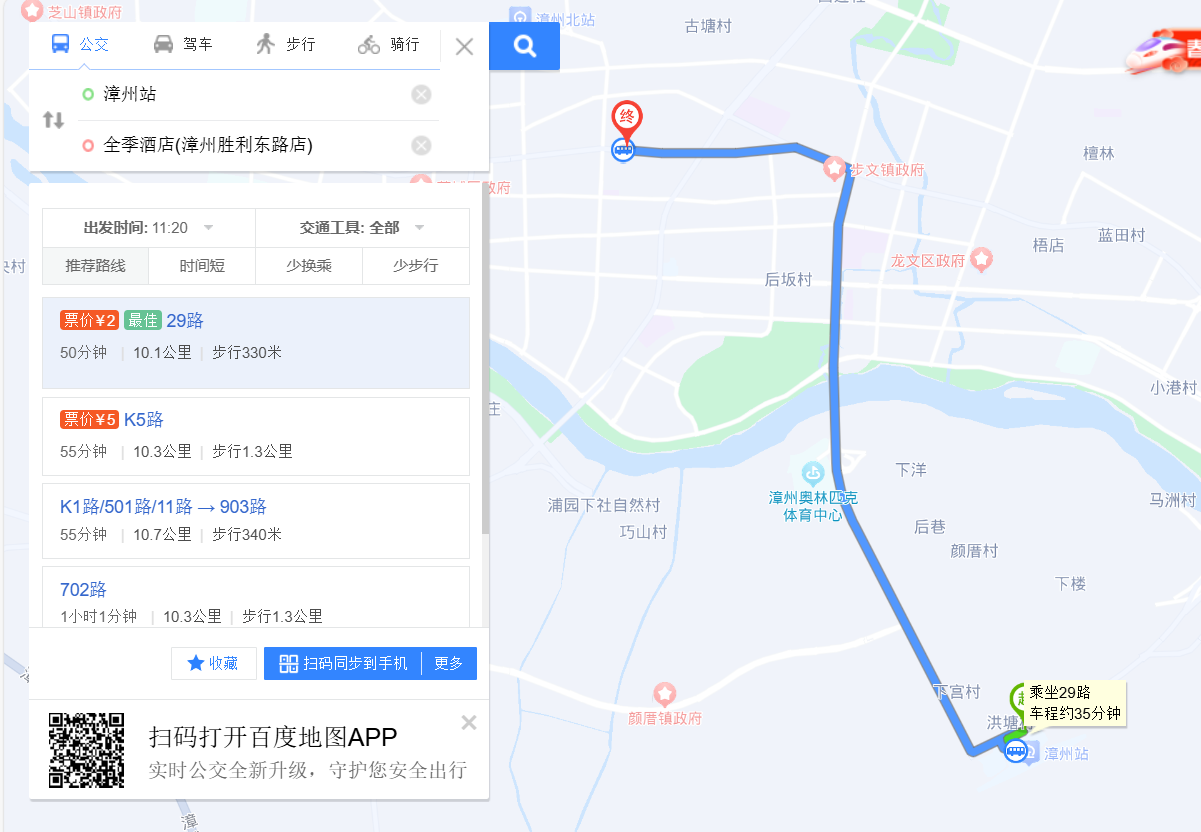 芝山镇政府
漳州北站
古塘村
公交
驾车
步行
骑行
漳州站
全季酒店(漳州胜利东路店)
出发时间: 11:20
交通工具: 全部
推荐路线
时间短
少换乘
少步行
票价¥2 最佳 29路
50分钟 | 10.1公里 | 步行330米
票价¥5 K5路
55分钟 | 10.3公里 | 步行1.3公里
K1路/501路/11路 → 903路
55分钟 | 10.7公里 | 步行340米
702路
1小时1分钟 | 10.3公里 | 步行1.3公里
收藏
扫码同步到手机
更多
扫码打开百度地图APP
实时公交全新升级，守护您安全出行
终
步文镇政府
檀林
梧店
蓝田村
龙文区政府
后坂村
小港村
庄
下洋
漳州奥林匹克
体育中心
浦园下社自然村
巧山村
马洲村
后巷
颜厝村
下楼
下宫村
颜厝镇政府
洪塘村
乘坐29路
车程约35分钟
漳州站
漳